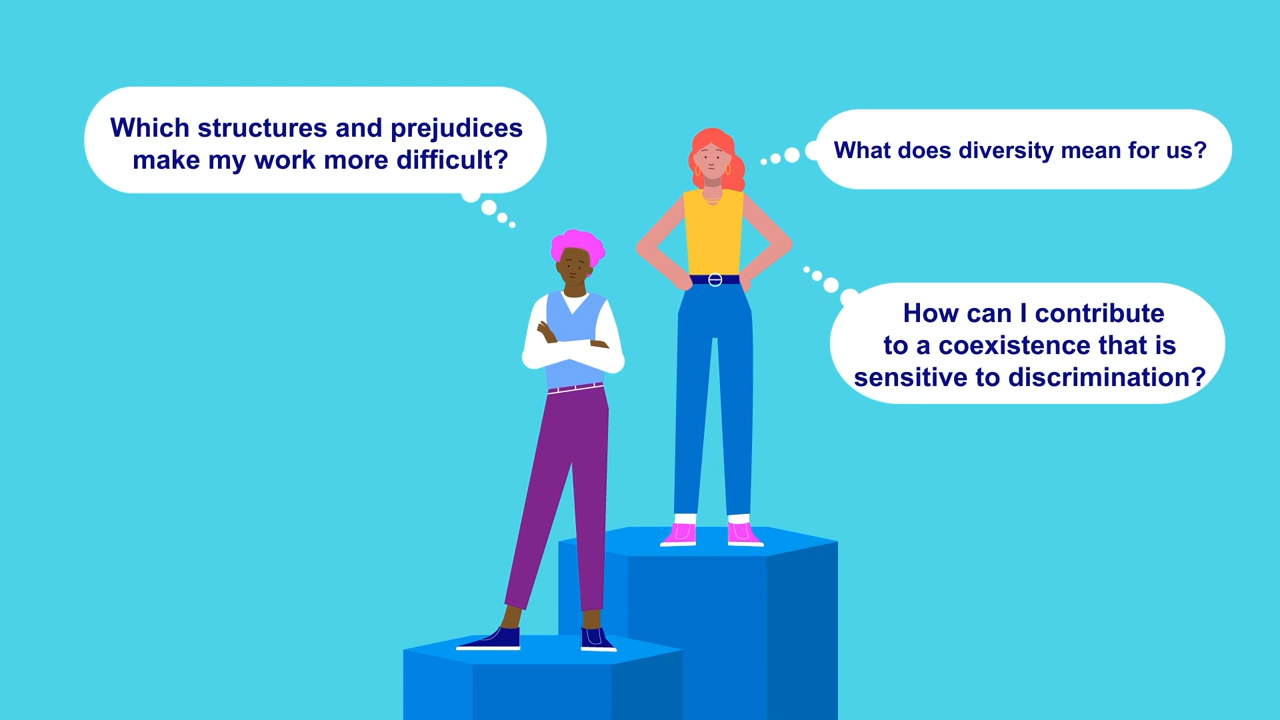 Which structures and prejudices
make my work more difficult?
What does diversity mean for us?
How can I contribute
to a coexistence that is
sensitive to discrimination?